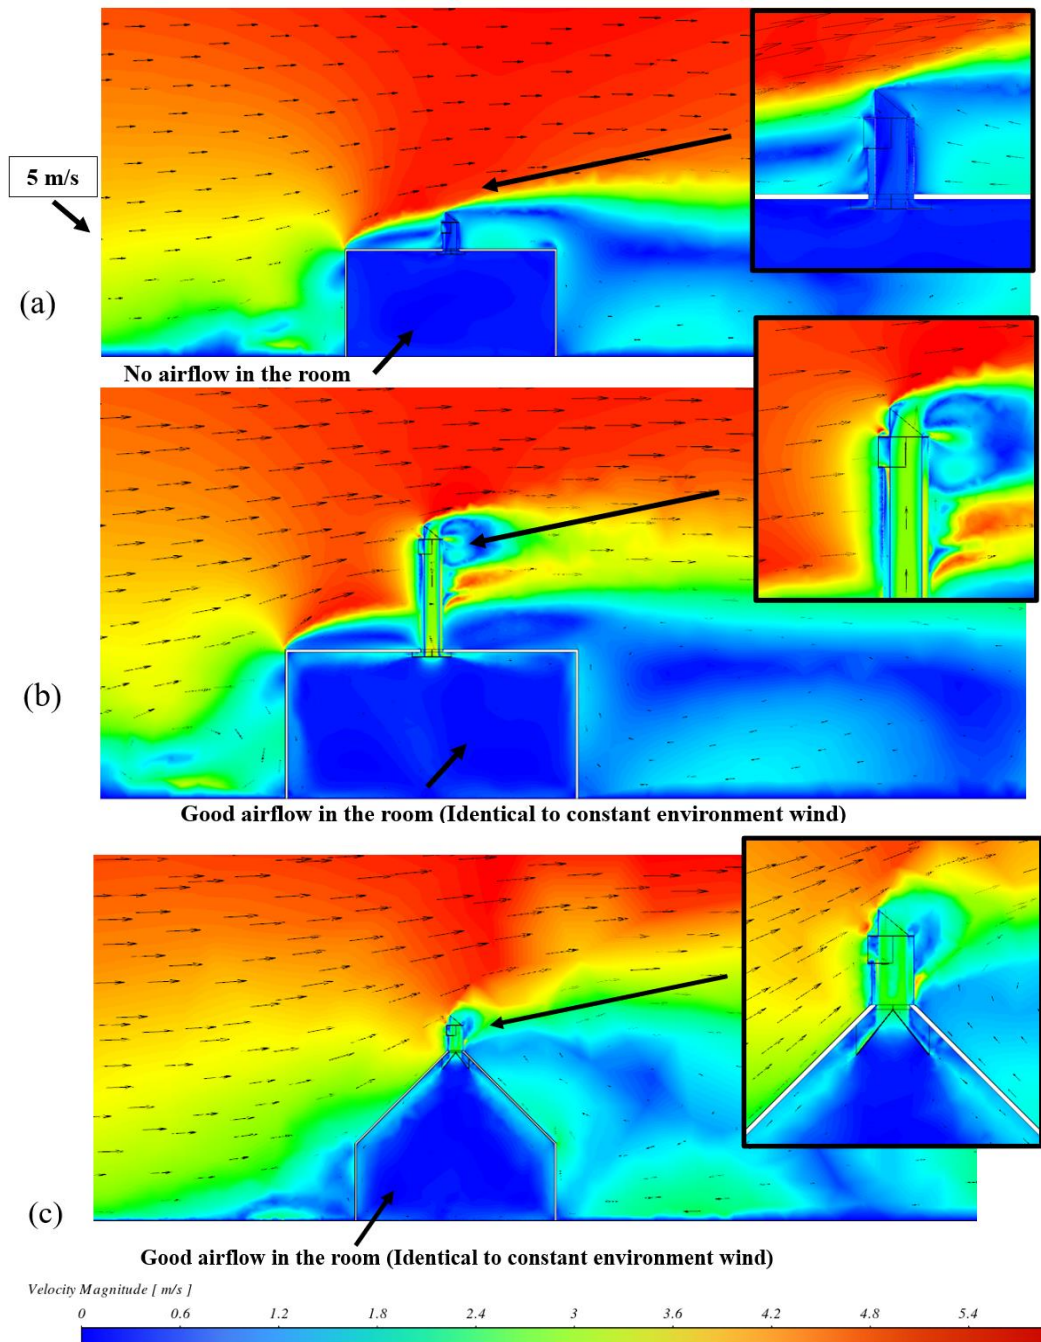 5 m/s
(a)
No airflow in the room
(b)
Good airflow in the room (Identical to constant environment wind)
(c)
Good airflow in the room (Identical to constant environment wind)
Velocity Magnitude [ m/s ]
0 0.6 1.2 1.8 2.4 3 3.6 4.2 4.8 5.4